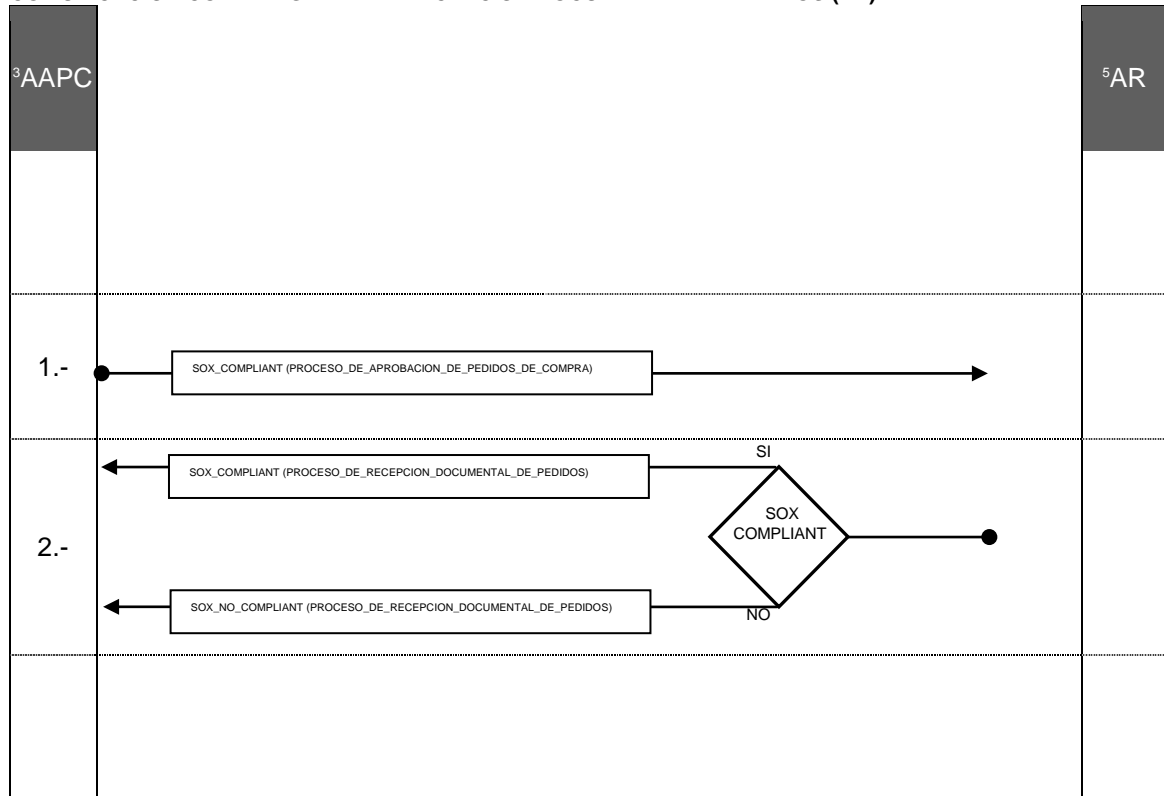 ³AAPC
⁵AR
1.-
SOX_COMPLIANT (PROCESO_DE_APROBACION_DE_PEDIDOS_DE_COMPRA)
SI
SOX_COMPLIANT (PROCESO_DE_RECEPCION_DOCUMENTAL_DE_PEDIDOS)
SOX
COMPLIANT
2.-
SOX_NO_COMPLIANT (PROCESO_DE_RECEPCION_DOCUMENTAL_DE_PEDIDOS)
NO